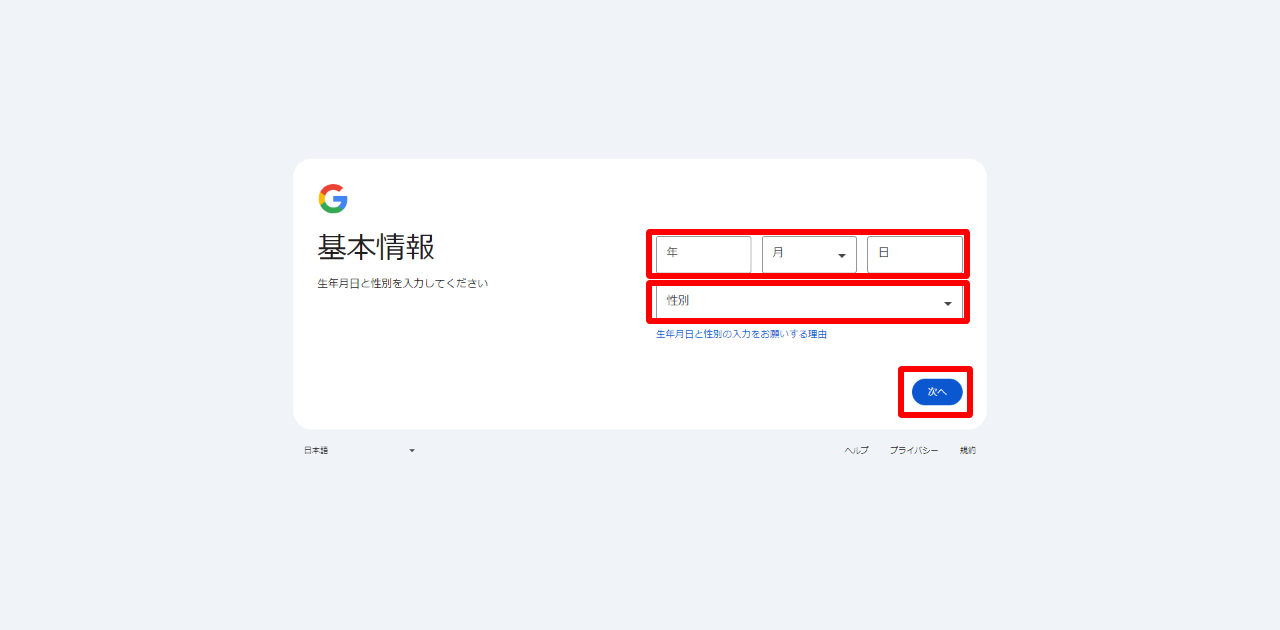 基本情報
生年月日と性別を入力してください
年
月
日
性別
生年月日と性別の入力をお願いする理由
次へ
日本語
ヘルプ
プライバシー
規約